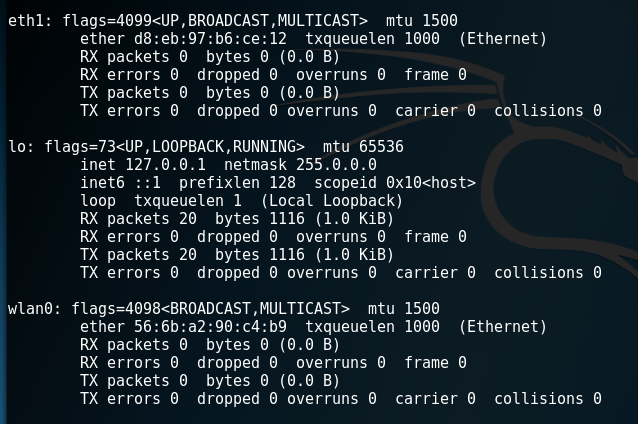 eth1: flags=4099<UP,BROADCAST,MULTICAST>  mtu 1500
        ether d8:eb:97:b6:ce:12  txqueuelen 1000  (Ethernet)
        RX packets 0  bytes 0 (0.0 B)
        RX errors 0  dropped 0  overruns 0  frame 0
        TX packets 0  bytes 0 (0.0 B)
        TX errors 0  dropped 0 overruns 0  carrier 0  collisions 0

lo: flags=73<UP,LOOPBACK,RUNNING>  mtu 65536
        inet 127.0.0.1  netmask 255.0.0.0
        inet6 ::1  prefixlen 128  scopeid 0x10<host>
        loop  txqueuelen 1  (Local Loopback)
        RX packets 20  bytes 1116 (1.0 KiB)
        RX errors 0  dropped 0  overruns 0  frame 0
        TX packets 20  bytes 1116 (1.0 KiB)
        TX errors 0  dropped 0 overruns 0  carrier 0  collisions 0

wlan0: flags=4098<BROADCAST,MULTICAST>  mtu 1500
        ether 56:6b:a2:90:c4:b9  txqueuelen 1000  (Ethernet)
        RX packets 0  bytes 0 (0.0 B)
        RX errors 0  dropped 0  overruns 0  frame 0
        TX packets 0  bytes 0 (0.0 B)
        TX errors 0  dropped 0 overruns 0  carrier 0  collisions 0